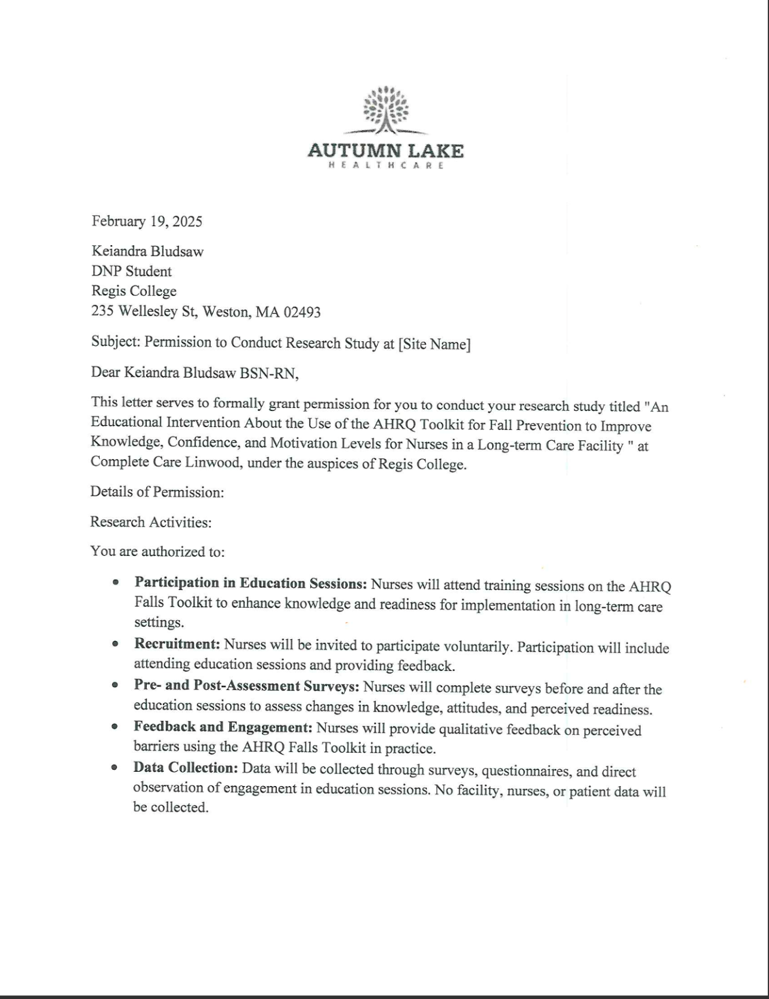 AUTUMN LAKE
HEALTHCARE
February 19, 2025
Keiandra Bludsaw
DNP Student
Regis College
235 Wellesley St, Weston, MA 02493
Subject: Permission to Conduct Research Study at [Site Name]
Dear Keiandra Bludsaw BSN-RN,
This letter serves to formally grant permission for you to conduct your research study titled "An
Educational Intervention About the Use of the AHRQ Toolkit for Fall Prevention to Improve
Knowledge, Confidence, and Motivation Levels for Nurses in a Long-term Care Facility " at
Complete Care Linwood, under the auspices of Regis College.
Details of Permission:
Research Activities:
You are authorized to:
• Participation in Education Sessions: Nurses will attend training sessions on the AHRQ
Falls Toolkit to enhance knowledge and readiness for implementation in long-term care
settings.
• Recruitment: Nurses will be invited to participate voluntarily. Participation will include
attending education sessions and providing feedback.
• Pre- and Post-Assessment Surveys: Nurses will complete surveys before and after the
education sessions to assess changes in knowledge, attitudes, and perceived readiness.
• Feedback and Engagement: Nurses will provide qualitative feedback on perceived
barriers using the AHRQ Falls Toolkit in practice.
• Data Collection: Data will be collected through surveys, questionnaires, and direct
observation of engagement in education sessions. No facility, nurses, or patient data will
be collected.